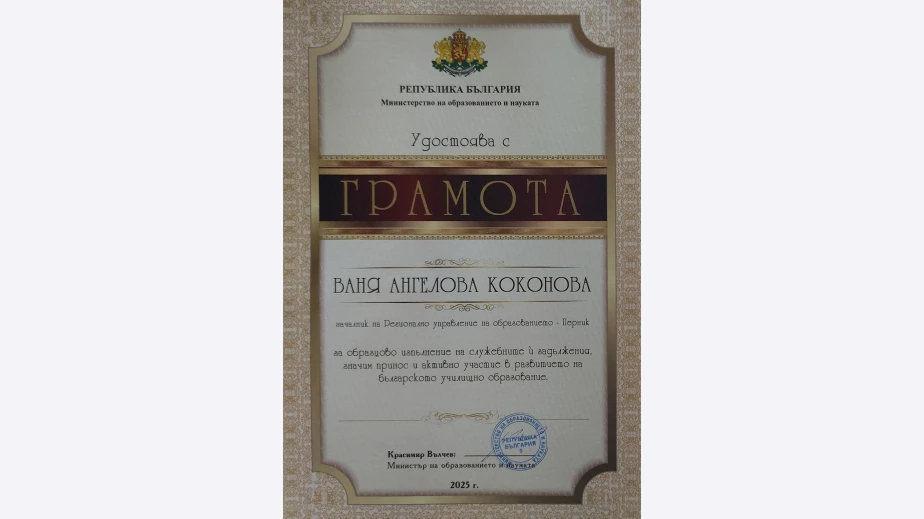 РЕПУБЛИКА БЪЛГАРИЯ
Министерство на образованието и науката
Удостоява с
ГРАМОТА
ВАНЯ АНГЕЛОВА КОКОНОВА
началник на Регионално управление на образованието - Перник
за образцово изпълнение на служебните ѝ задължения,
значим принос и активно участие в развитието на
българското училищно образование.
Красимир Вълчев:
Министър на образованието и науката
2025 г.
РЕПУБЛИКА
БЪЛГАРИЯ